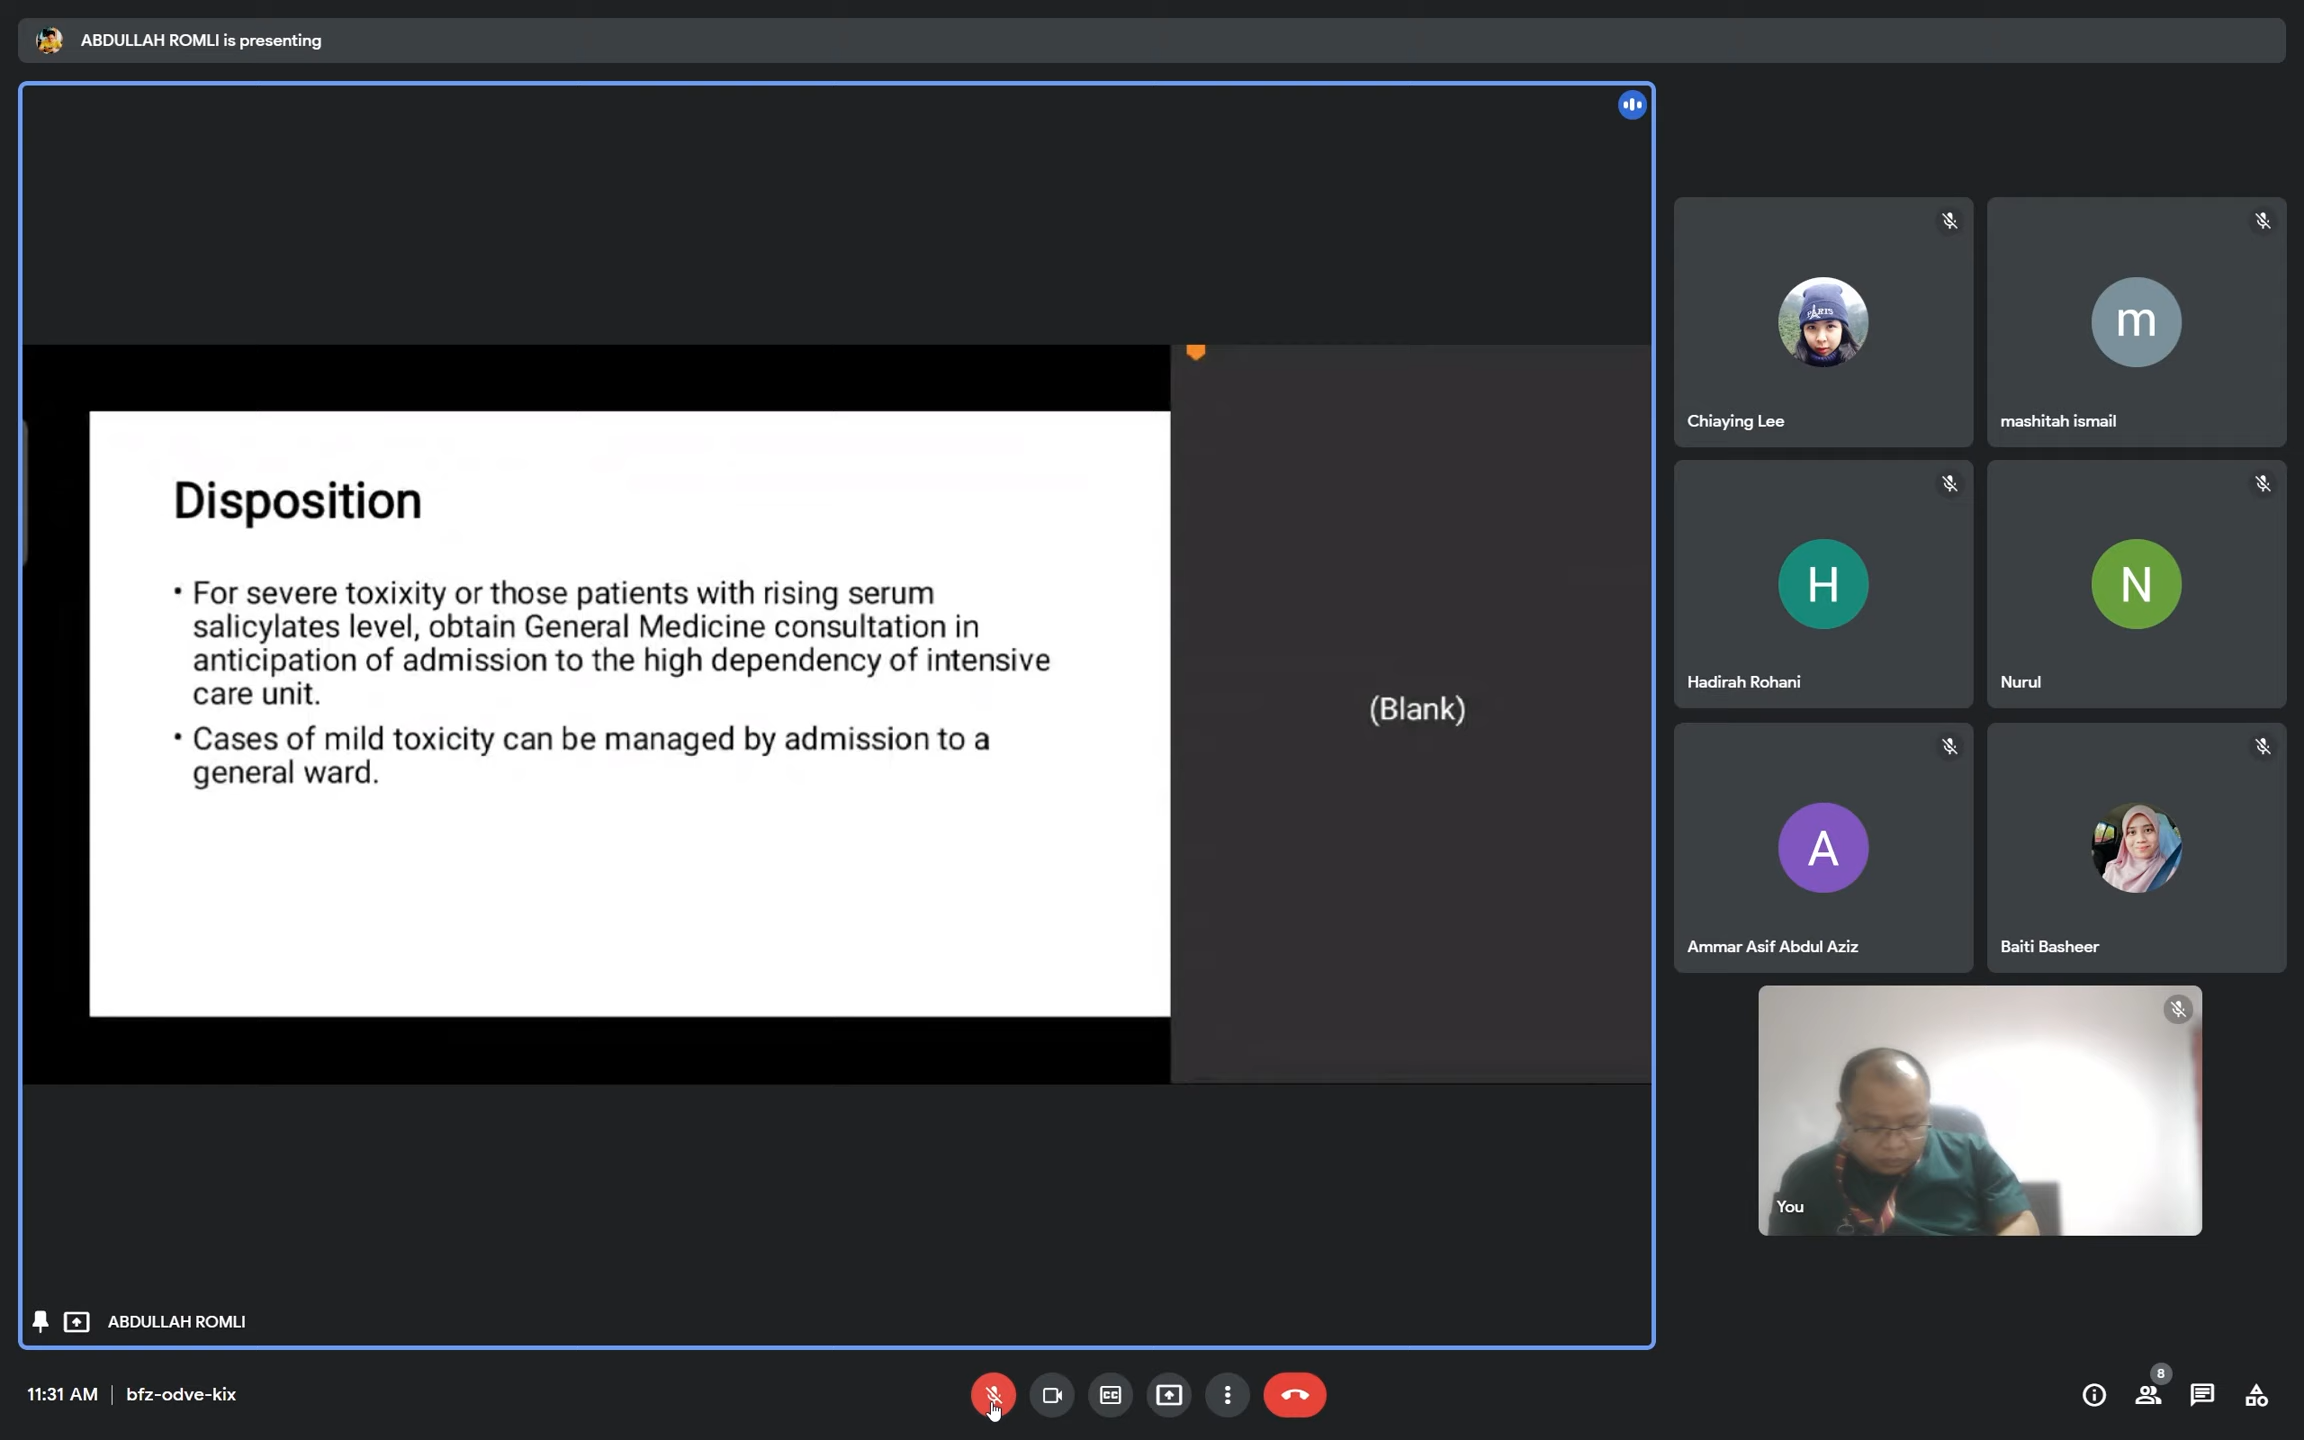 ABDULLAH ROMLI is presenting
Disposition
• For severe toxixity or those patients with rising serum
salicylates level, obtain General Medicine consultation in
anticipation of admission to the high dependency of intensive
care unit.
• Cases of mild toxicity can be managed by admission to a
general ward.
(Blank)
PARIS
Chiaying Lee
m
mashitah ismail
H
Hadirah Rohani
N
Nurul
A
Ammar Asif Abdul Aziz
Baiti Basheer
You
ABDULLAH ROMLI
11:31 AM | bfz-odve-kix
CC
8